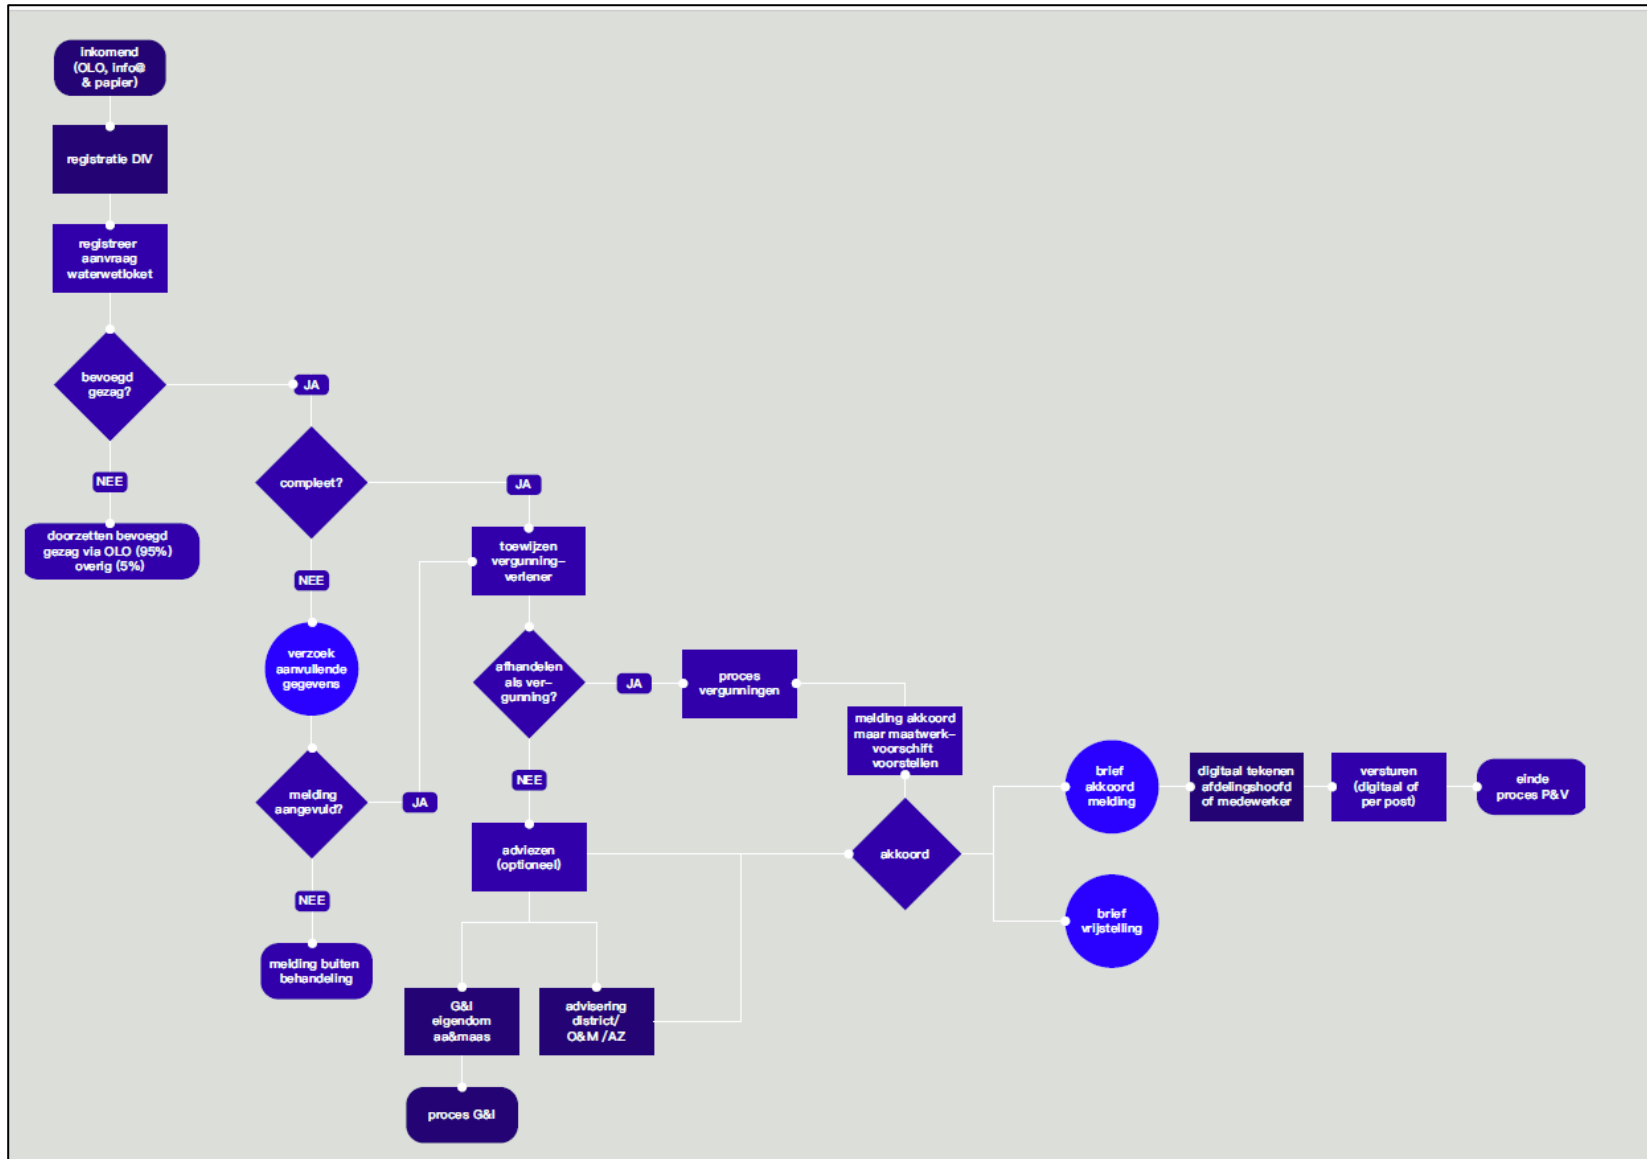 inkomend
(OLO, info@
& papier)
registratie DIV
registreer
aanvraag
waterwetloket
bevoegd
gezag?
JA
NEE
doorzetten bevoegd
gezag via OLO (95%)
overig (5%)
compleet?
JA
NEE
verzoek
aanvullende
gegevens
melding
aangevuld?
JA
NEE
melding buiten
behandeling
toewijzen
vergunning–
verlener
afhandelen
als ver–
gunning?
JA
NEE
proces
vergunningen
adviezen
(optioneel)
G&I
eigendom
aa&maas
proces G&I
advisering
district/
O&M /AZ
melding akkoord
maar maatwerk–
voorschift
voorstellen
akkoord
brief
akkoord
melding
brief
vrijstelling
digitaal tekenen
afdelingshoofd
of medewerker
versturen
(digitaal of
per post)
einde
proces P&V